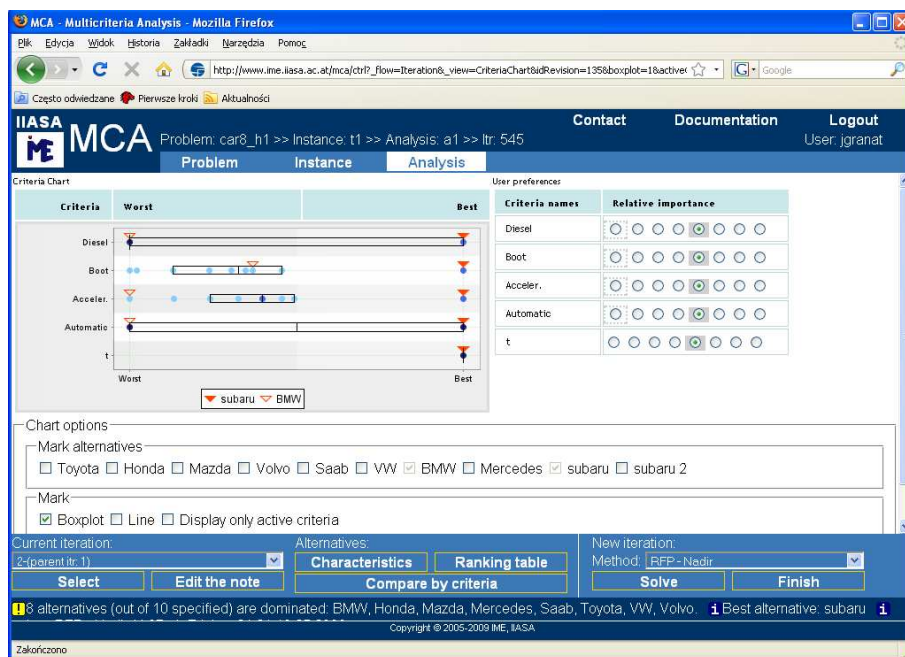 MCA - Multicriteria Analysis - Mozilla Firefox
Plik Edycja Widok Historia Zakładki Narzędzia Pomoc
http://www.ime.iiasa.ac.at/mca/ctrl?_flow=Iteration&_view=CriteriaChart&idRevision=135&boxplot=1&active
Google
Często odwiedzane Pierwsze kroki Aktualności
IIASA
iME
MCA
Contact Documentation Logout
Problem: car8_h1 >> Instance: t1 >> Analysis: a1 >> Itr: 545 User: jgranat
Problem Instance Analysis
Criteria Chart
Criteria Worst Best
Diesel
Boot
Acceler.
Automatic
t
Worst Best
subaru BMW
User preferences
Criteria names Relative importance
Diesel
Boot
Acceler.
Automatic
t
Chart options
Mark alternatives
Toyota Honda Mazda Volvo Saab VW BMW Mercedes subaru subaru 2
Mark
Boxplot Line Display only active criteria
Current iteration:
2-(parent itr: 1)
Select Edit the note
Alternatives:
Characteristics Ranking table
Compare by criteria
New iteration:
Method: RFP - Nadir
Solve Finish
8 alternatives (out of 10 specified) are dominated: BMW, Honda, Mazda, Mercedes, Saab, Toyota, VW, Volvo. i Best alternative: subaru i
Copyright © 2005-2009 IME, IIASA
Zakończono